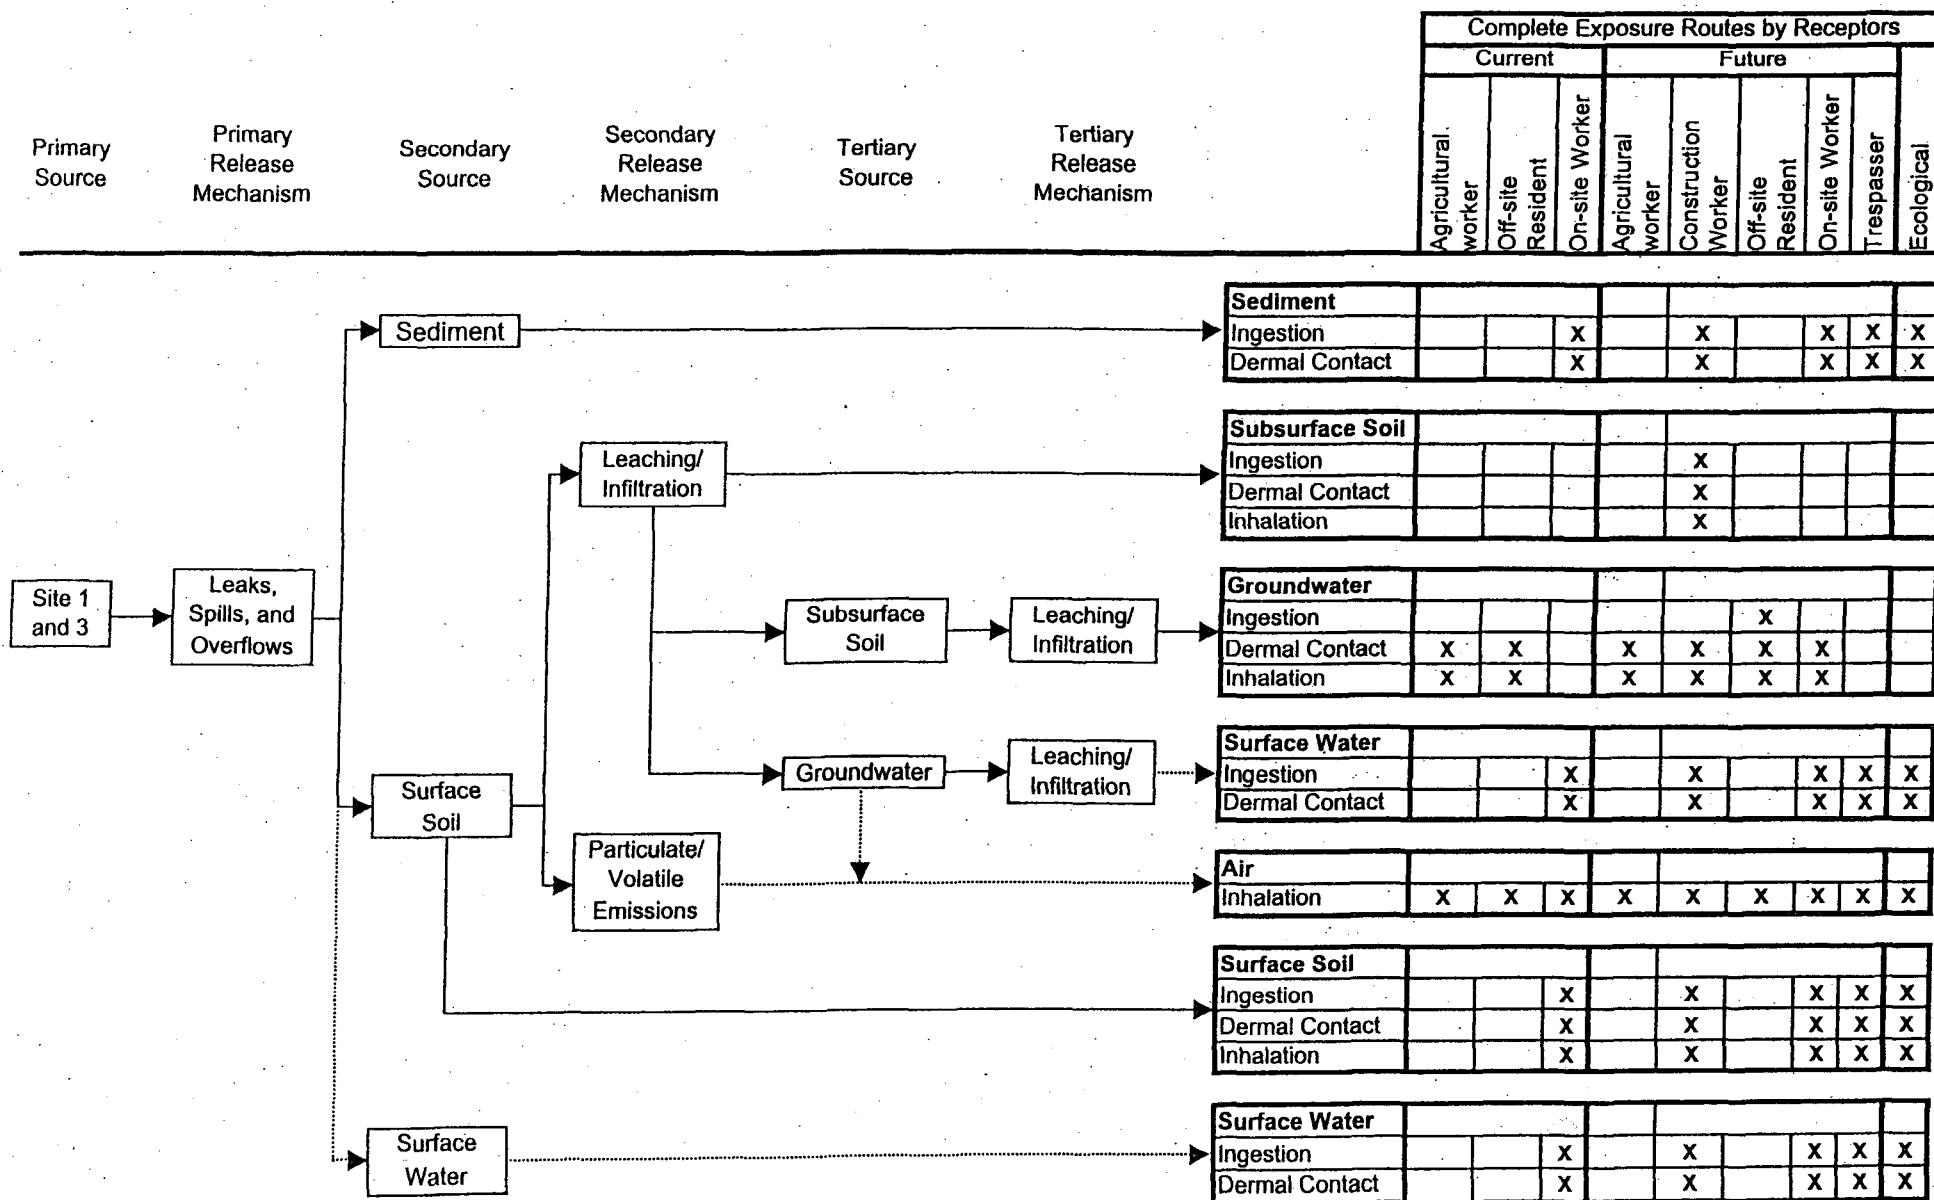 Complete Exposure Routes by Receptors
Current Future
Primary
Source
Primary
Release
Mechanism
Secondary
Source
Secondary
Release
Mechanism
Tertiary
Source
Tertiary
Release
Mechanism
Agricultural
worker
Off-site
Resident
On-site Worker
Agricultural
worker
Construction
Worker
Off-site
Resident
On-site Worker
Trespasser
Ecological
Site 1
and 3
Leaks,
Spills, and
Overflows
Sediment
Surface
Soil
Surface
Water
Leaching/
Infiltration
Particulate/
Volatile
Emissions
Subsurface
Soil
Groundwater
Leaching/
Infiltration
Leaching/
Infiltration
Sediment
Ingestion X X X X X
Dermal Contact X X X X X
Subsurface Soil
Ingestion X
Dermal Contact X
Inhalation X
Groundwater
Ingestion X
Dermal Contact X X X X X X
Inhalation X X X X X X
Surface Water
Ingestion X X X X X
Dermal Contact X X X X X
Air
Inhalation X X X X X X X X X
Surface Soil
Ingestion X X X X X
Dermal Contact X X X X X
Inhalation X X X X X
Surface Water
Ingestion X X X X X
Dermal Contact X X X X X